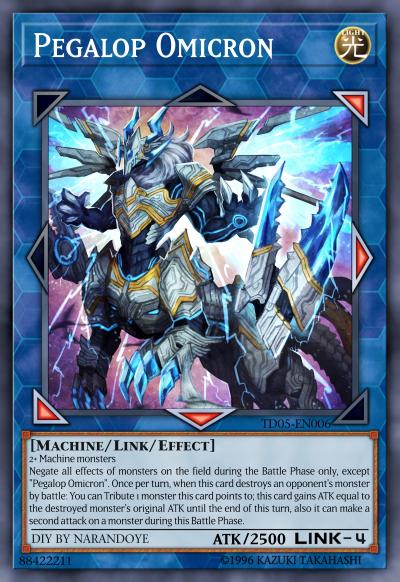 PEGALOP OMICRON
LIGHT
光
TD05-EN006
[MACHINE/LINK/EFFECT]
2+ Machine monsters
Negate all effects of monsters on the field during the Battle Phase only, except
"Pegalop Omicron". Once per turn, when this card destroys an opponent's monster
by battle: You can Tribute 1 monster this card points to; this card gains ATK equal to
the destroyed monster's original ATK until the end of this turn, also it can make a
second attack on a monster during this Battle Phase.
DIY BY NARANDOYE
ATK/2500 LINK-4
88422211
©1996 KAZUKI TAKAHASHI